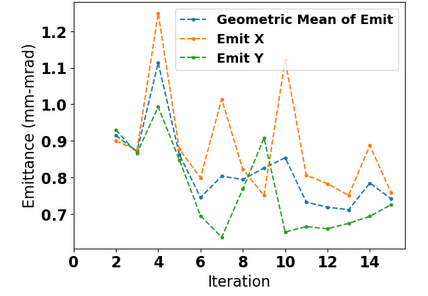 Geometric Mean of Emit
Emit X
Emit Y
Emittance (mm-mrad)
1.2
1.1
1.0
0.9
0.8
0.7
0 2 4 6 8 10 12 14
Iteration